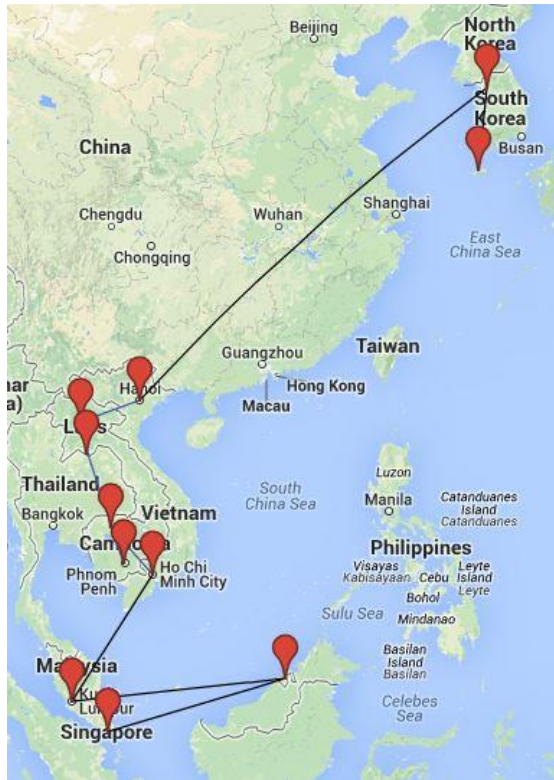 Beijing
North
Korea
South
Korea
Busan
China
Shanghai
Chengdu
Wuhan
Chongqing
East
China Sea
Taiwan
Guangzhou
Hong Kong
Macau
Hanoi
Thailand
Vietnam
Bangkok
South
China Sea
Luzon
Manila
Catanduanes
Island
Catanduanes
Philippines
Ho Chi
Minh City
Phnom
Penh
Visayas
Kabisayaan
Cebu
Leyte
Island
Leyte
Bohol
Mindanao
Sulu Sea
Basilan
Island
Basilan
Celebes
Sea
Singapore